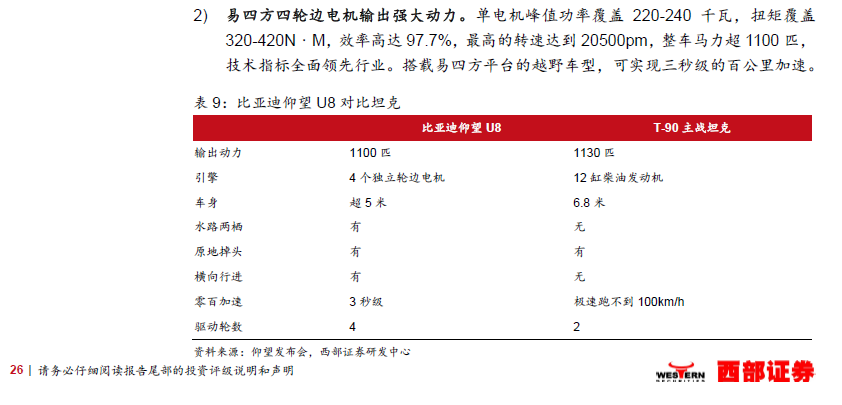 2) 易四方四轮边电机输出强大动力。单电机峰值功率覆盖 220-240 千瓦，扭矩覆盖
320-420N·M，效率高达 97.7%，最高的转速达到 20500pm，整车马力超 1100 匹，
技术指标全面领先行业。搭载易四方平台的越野车型，可实现三秒级的百公里加速。
表 9：比亚迪仰望 U8 对比坦克
比亚迪仰望 U8 T-90 主战坦克
输出动力 1100 匹 1130 匹
引擎 4 个独立轮边电机 12 缸柴油发动机
车身 超 5 米 6.8 米
水路两栖 有 无
原地掉头 有 有
横向行进 有 无
零百加速 3 秒级 极速跑不到 100km/h
驱动轮数 4 2
资料来源：仰望发布会，西部证券研发中心
26 | 请务必仔细阅读报告尾部的投资评级说明和声明
WESTERN
SECURITIES
西部证券